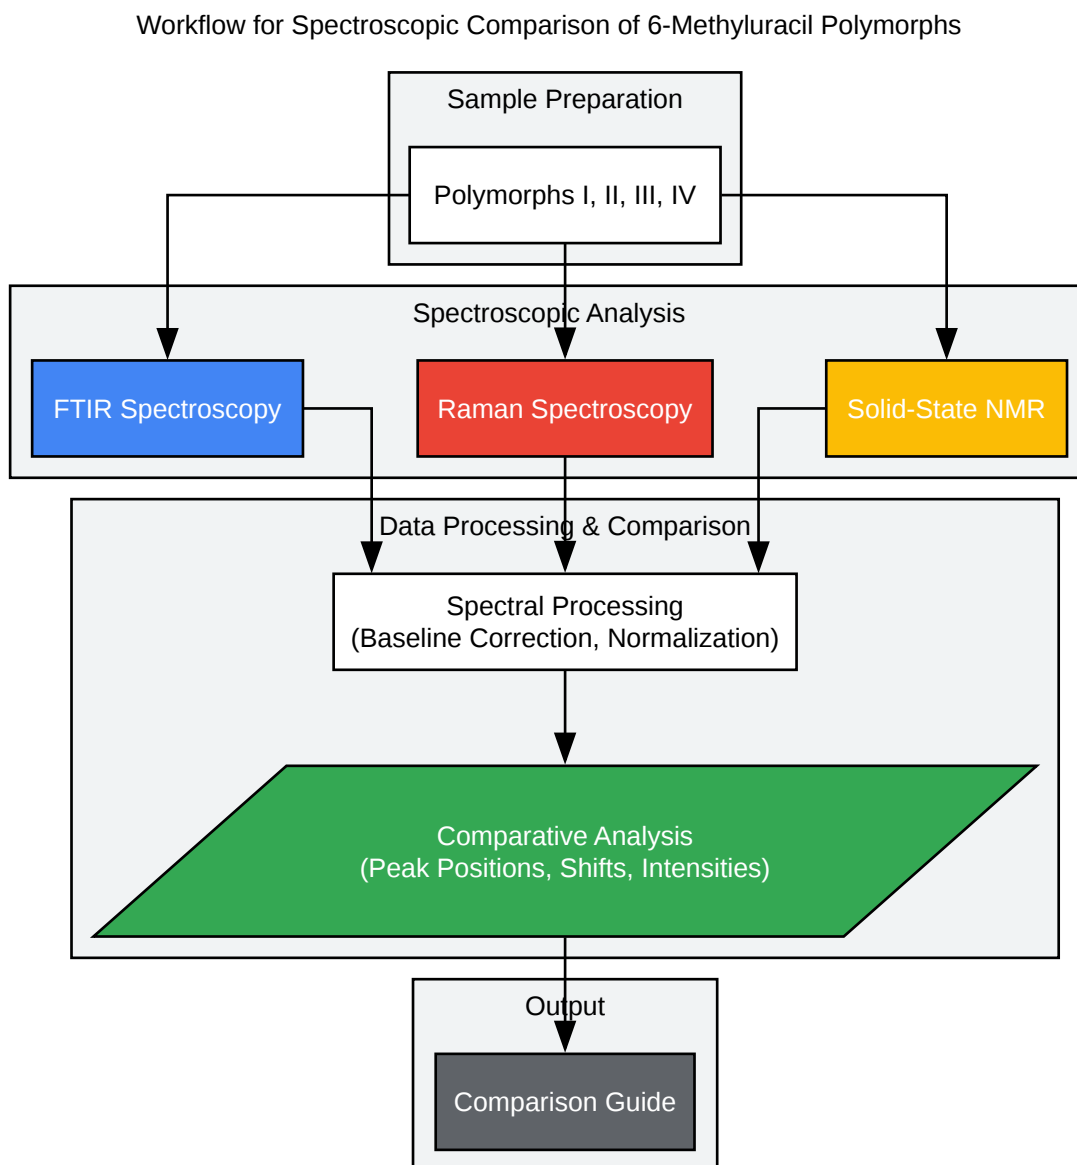 Workflow for Spectroscopic Comparison of 6-Methyluracil Polymorphs
Sample Preparation
Polymorphs I, II, III, IV
Spectroscopic Analysis
FTIR Spectroscopy
Raman Spectroscopy
Solid-State NMR
Data Processing & Comparison
Spectral Processing
(Baseline Correction, Normalization)
Comparative Analysis
(Peak Positions, Shifts, Intensities)
Output
Comparison Guide